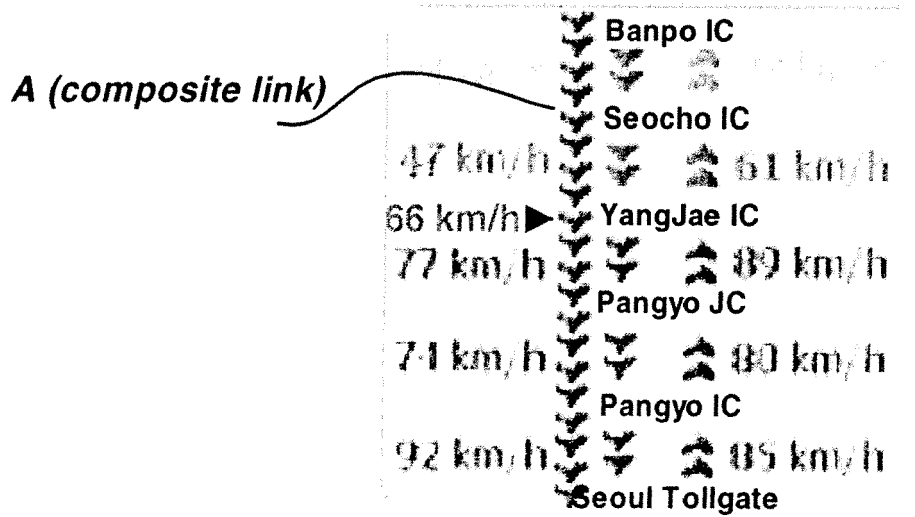 Banpo IC
A (composite link)
Seocho IC
47 km/h 61 km/h
66 km/h YangJae IC
77 km/h 89 km/h
Pangyo JC
km/h 80 km/h
Pangyo IC
92 km/h 85 km/h
Seoul Tollgate